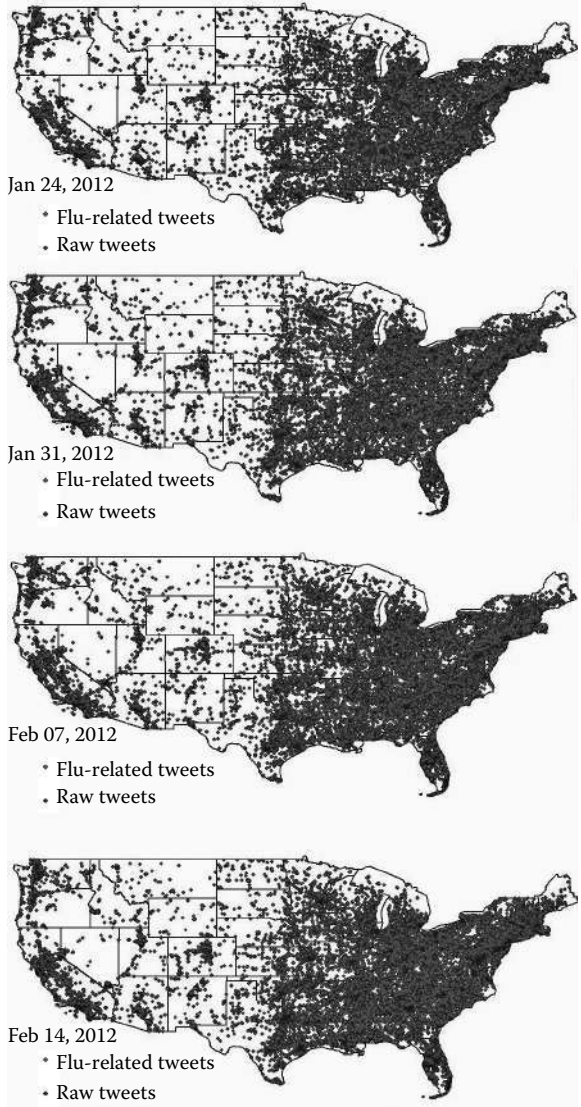 Jan 24, 2012
Flu-related tweets
Raw tweets
Jan 31, 2012
Flu-related tweets
Raw tweets
Feb 07, 2012
Flu-related tweets
Raw tweets
Feb 14, 2012
Flu-related tweets
Raw tweets